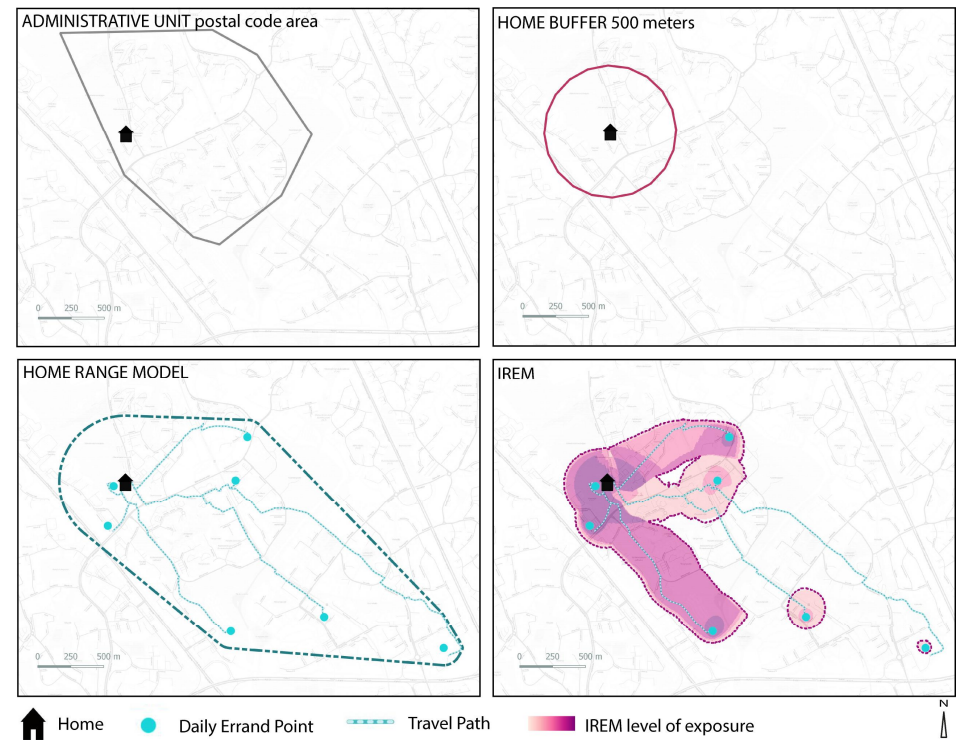 ADMINISTRATIVE UNIT postal code area
HOME BUFFER 500 meters
0 250 500 m
0 250 500 m
HOME RANGE MODEL
IREM
0 250 500 m
0 250 500 m
Home
Daily Errand Point
Travel Path
IREM level of exposure
N